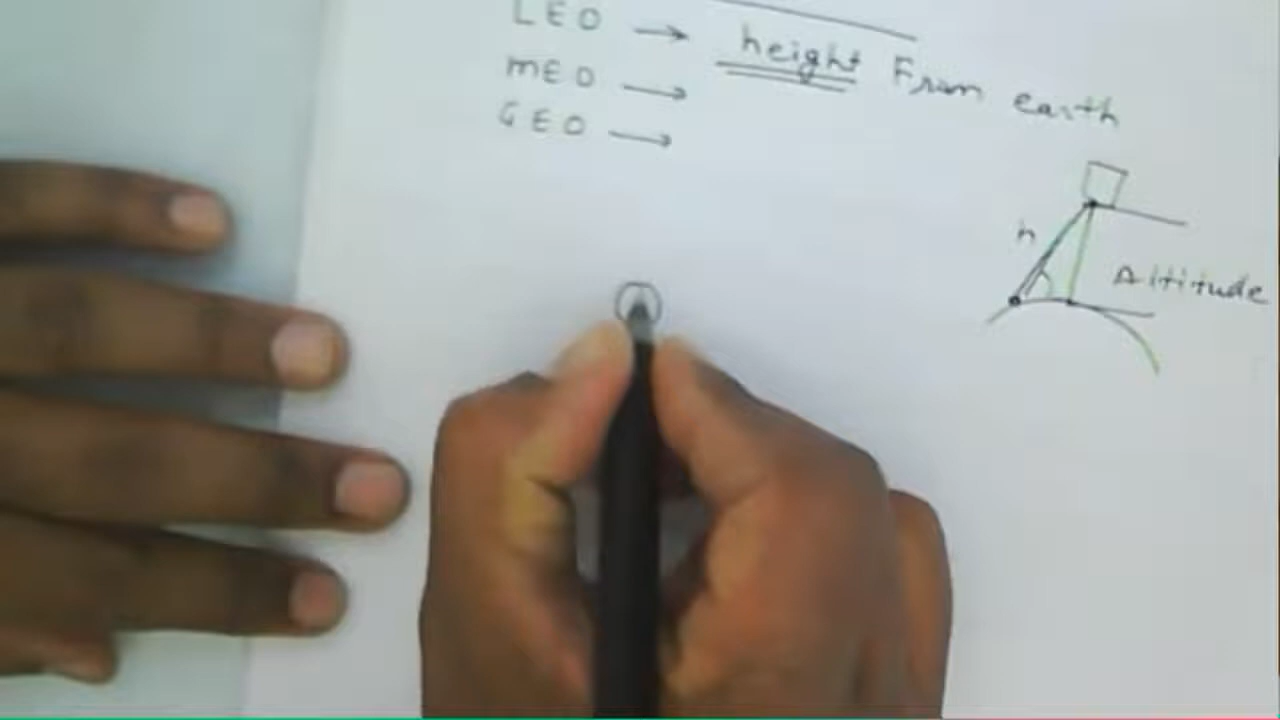 LEO → height From earth
MEO →
GEO →
h
Altitude